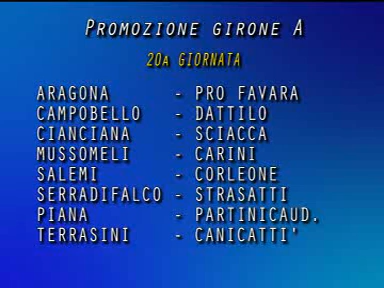 PROMOZIONE GIRONE A
20A GIORNATA
ARAGONA - PRO FAVARA
CAMPOBELLO - DATTILO
CIANCIANA - SCIACCA
MUSSOMELI - CARINI
SALEMI - CORLEONE
SERRADIFALCO - STRASATTI
PIANA - PARTINICAUD.
TERRASINI - CANICATTI'